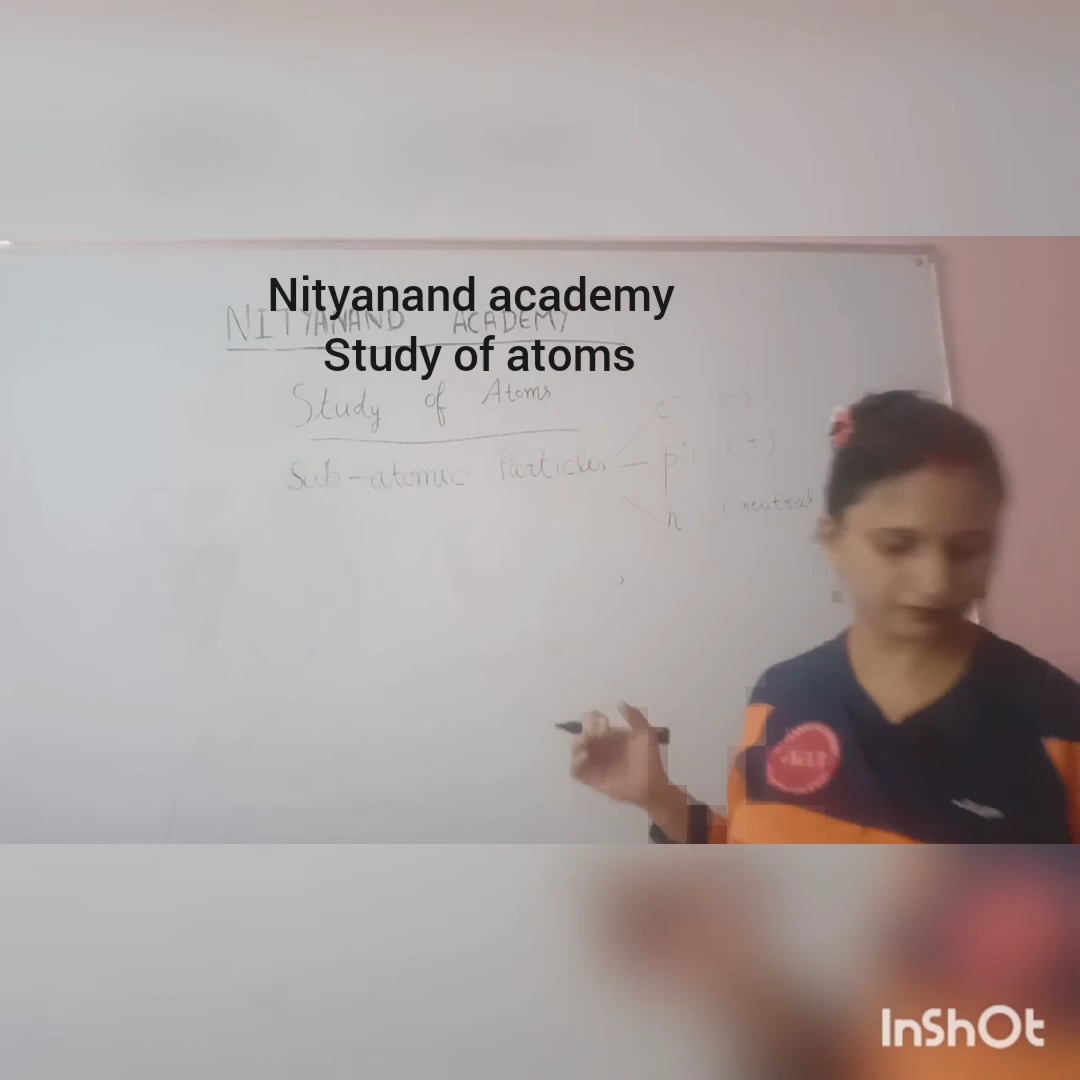 Nityanand academy
NITYANAND ACADEMY
Study of atoms
Study of Atoms
e⁻ (-)
Sub-atomic Particles p⁺ (+)
n (neutral
InShOt